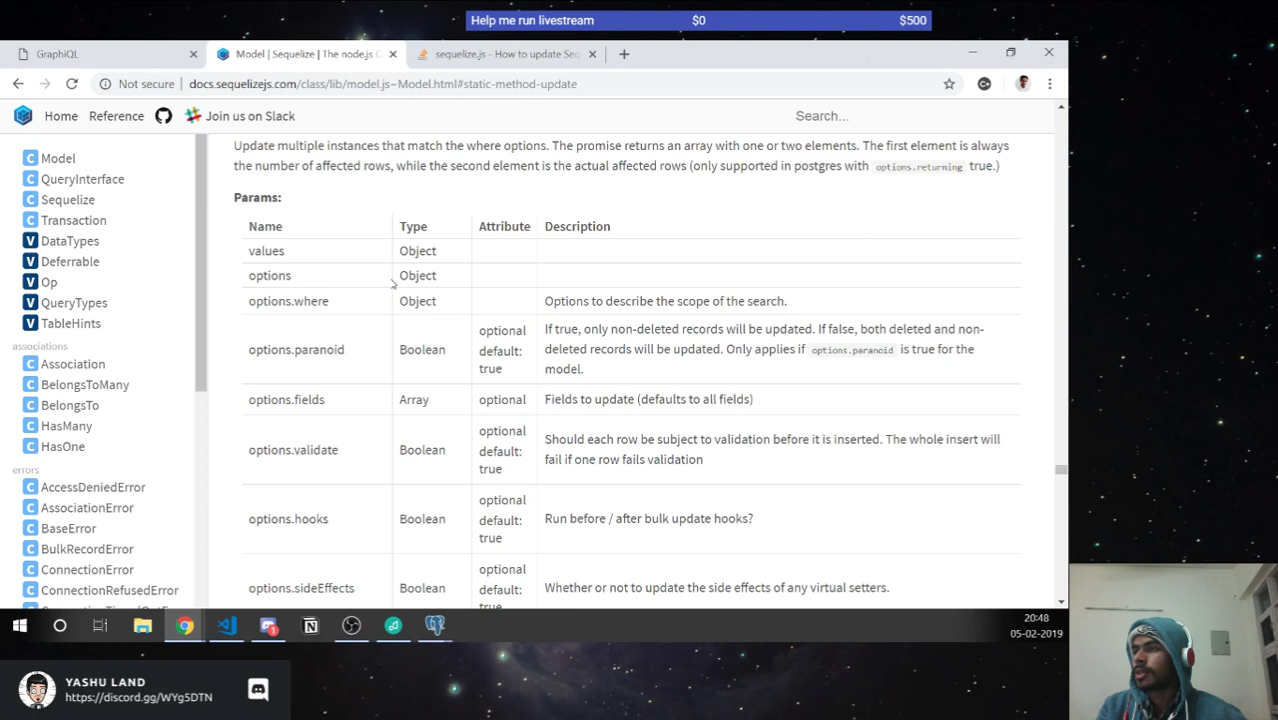 Help me run livestream $0 $500
GraphiQL
Model | Sequelize | The node.js
sequelize.js - How to update Seq
Not secure docs.sequelizejs.com/class/lib/model.js~Model.html#static-method-update
Home Reference Join us on Slack Search...
Model
QueryInterface
Sequelize
Transaction
DataTypes
Deferrable
Op
QueryTypes
TableHints
associations
Association
BelongsToMany
BelongsTo
HasMany
HasOne
errors
AccessDeniedError
AssociationError
BaseError
BulkRecordError
ConnectionError
ConnectionRefusedError
Update multiple instances that match the where options. The promise returns an array with one or two elements. The first element is always
the number of affected rows, while the second element is the actual affected rows (only supported in postgres with options.returning true.)
Params:
Name Type Attribute Description
values Object
options Object
options.where Object Options to describe the scope of the search.
options.paranoid Boolean optional
default:
true
If true, only non-deleted records will be updated. If false, both deleted and non-
deleted records will be updated. Only applies if options.paranoid is true for the
model.
options.fields Array optional Fields to update (defaults to all fields)
options.validate Boolean optional
default:
true
Should each row be subject to validation before it is inserted. The whole insert will
fail if one row fails validation
options.hooks Boolean optional
default:
true
Run before / after bulk update hooks?
options.sideEffects Boolean optional
default:
true
Whether or not to update the side effects of any virtual setters.
20:48
05-02-2019
YASHU LAND
https://discord.gg/WYg5DTN